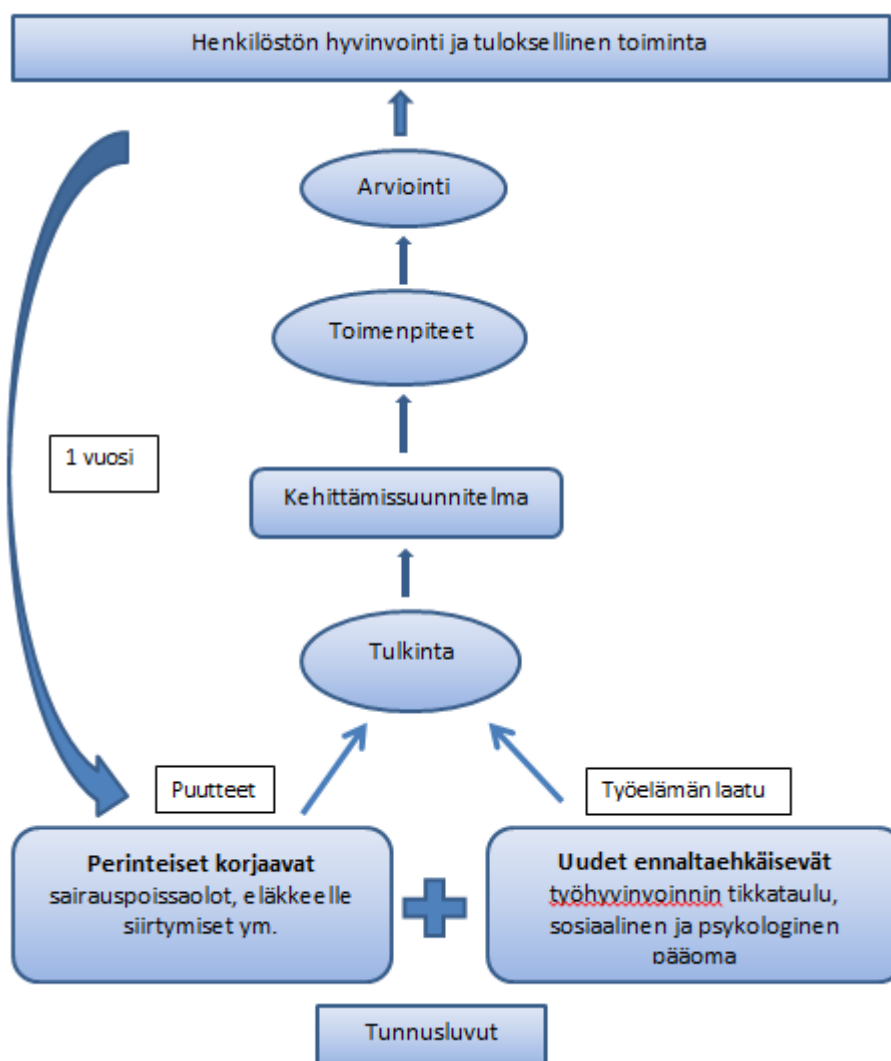 Henkilöstön hyvinvointi ja tuloksellinen toiminta
Arviointi
Toimenpiteet
1 vuosi
Kehittämissuunnitelma
Tulkinta
Puutteet
Työelämän laatu
Perinteiset korjaavat
sairauspoissaolot, eläkkeelle
siirtymiset ym.
Uudet ennaltaehkäisevät
työhyvinvoinnin tikkataulu,
sosiaalinen ja psykologinen
pääoma
Tunnusluvut